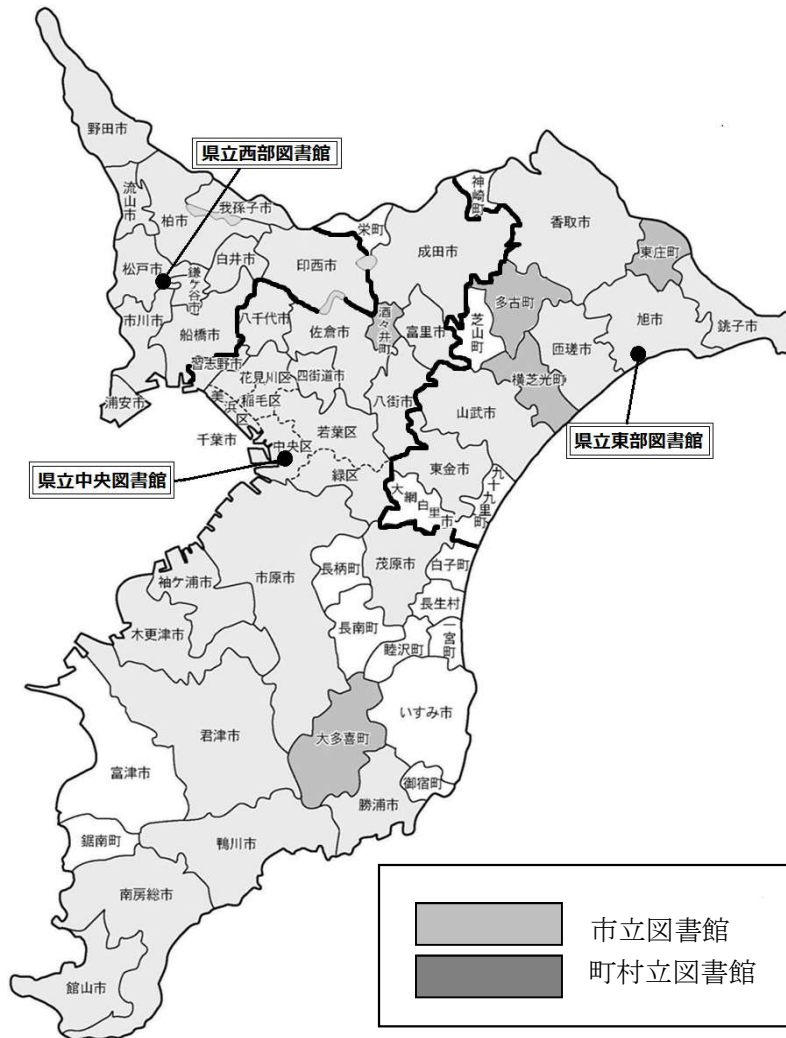 野田市
県立西部図書館
流山市
柏市
我孫子市
神崎町
香取市
栄町
成田市
東庄町
松戸市
鎌ケ谷市
白井市
印西市
多古町
市川市
船橋市
八千代市
佐倉市
酒々井町
富里市
芝山町
旭市
銚子市
匝瑳市
習志野市
花見川区
四街道市
横芝光町
浦安市
美浜区
稲毛区
八街市
山武市
千葉市
中央区
若葉区
県立東部図書館
県立中央図書館
緑区
東金市
九十九里町
大網白里市
市原市
長柄町
茂原市
白子町
袖ケ浦市
長生村
木更津市
長南町
睦沢町
一宮町
君津市
大多喜町
いすみ市
富津市
御宿町
勝浦市
鋸南町
鴨川市
南房総市
館山市
市立図書館
町村立図書館